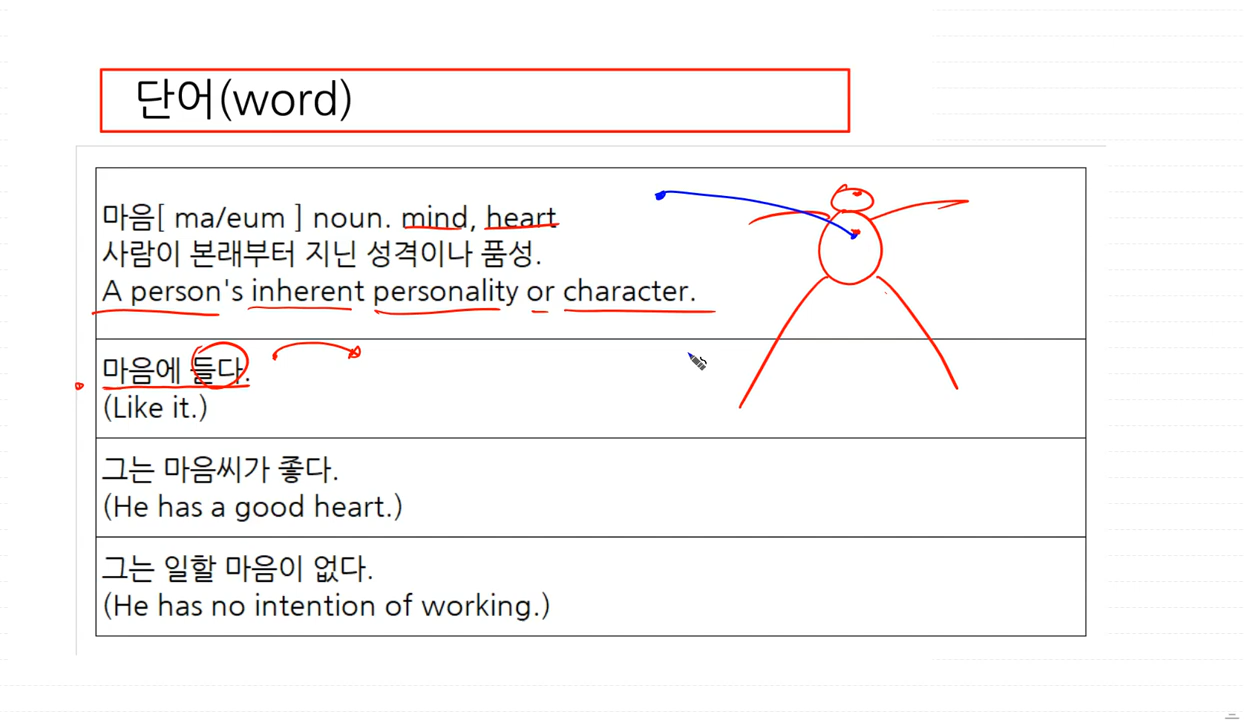 단어(word)
마음[ ma/eum ] noun. mind, heart
사람이 본래부터 지닌 성격이나 품성.
A person's inherent personality or character.
마음에 들다.
(Like it.)
그는 마음씨가 좋다.
(He has a good heart.)
그는 일할 마음이 없다.
(He has no intention of working.)